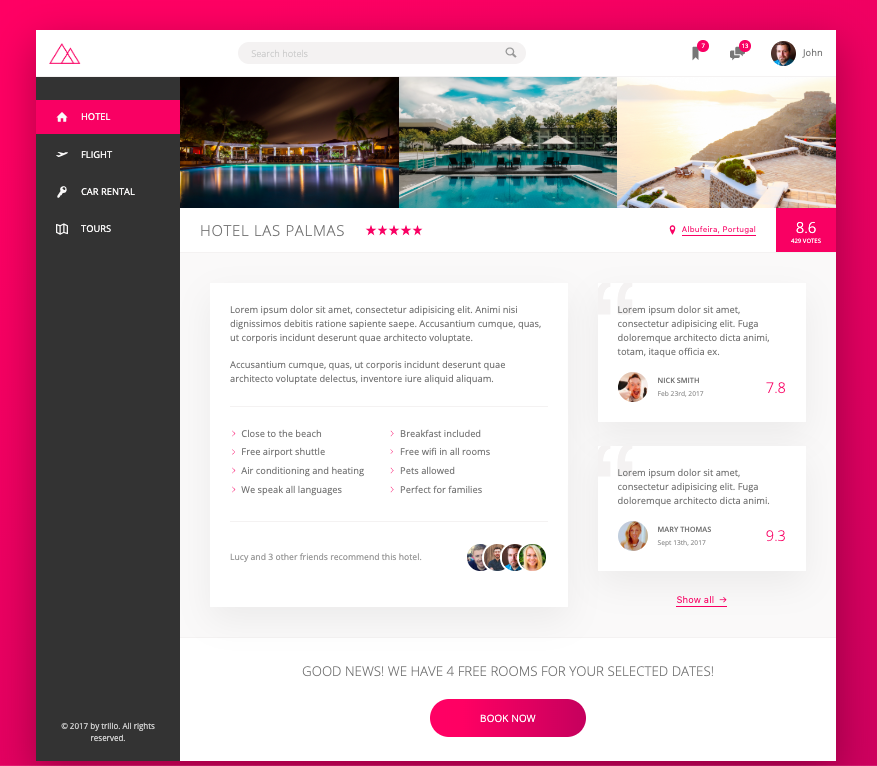 Search hotels
7
13
John
HOTEL
FLIGHT
CAR RENTAL
TOURS
HOTEL LAS PALMAS
Albufeira, Portugal
8.6
429 VOTES
Lorem ipsum dolor sit amet, consectetur adipisicing elit. Animi nisi
dignissimos debitis ratione sapiente saepe. Accusantium cumque, quas,
ut corporis incidunt deserunt quae architecto voluptate.
Accusantium cumque, quas, ut corporis incidunt deserunt quae
architecto voluptate delectus, inventore iure aliquid aliquam.
Close to the beach
Free airport shuttle
Air conditioning and heating
We speak all languages
Breakfast included
Free wifi in all rooms
Pets allowed
Perfect for families
Lucy and 3 other friends recommend this hotel.
Lorem ipsum dolor sit amet,
consectetur adipisicing elit. Fuga
doloremque architecto dicta animi,
totam, itaque officia ex.
NICK SMITH
Feb 23rd, 2017
7.8
Lorem ipsum dolor sit amet,
consectetur adipisicing elit. Fuga
doloremque architecto dicta animi.
MARY THOMAS
Sept 13th, 2017
9.3
Show all →
GOOD NEWS! WE HAVE 4 FREE ROOMS FOR YOUR SELECTED DATES!
BOOK NOW
© 2017 by trillo. All rights
reserved.